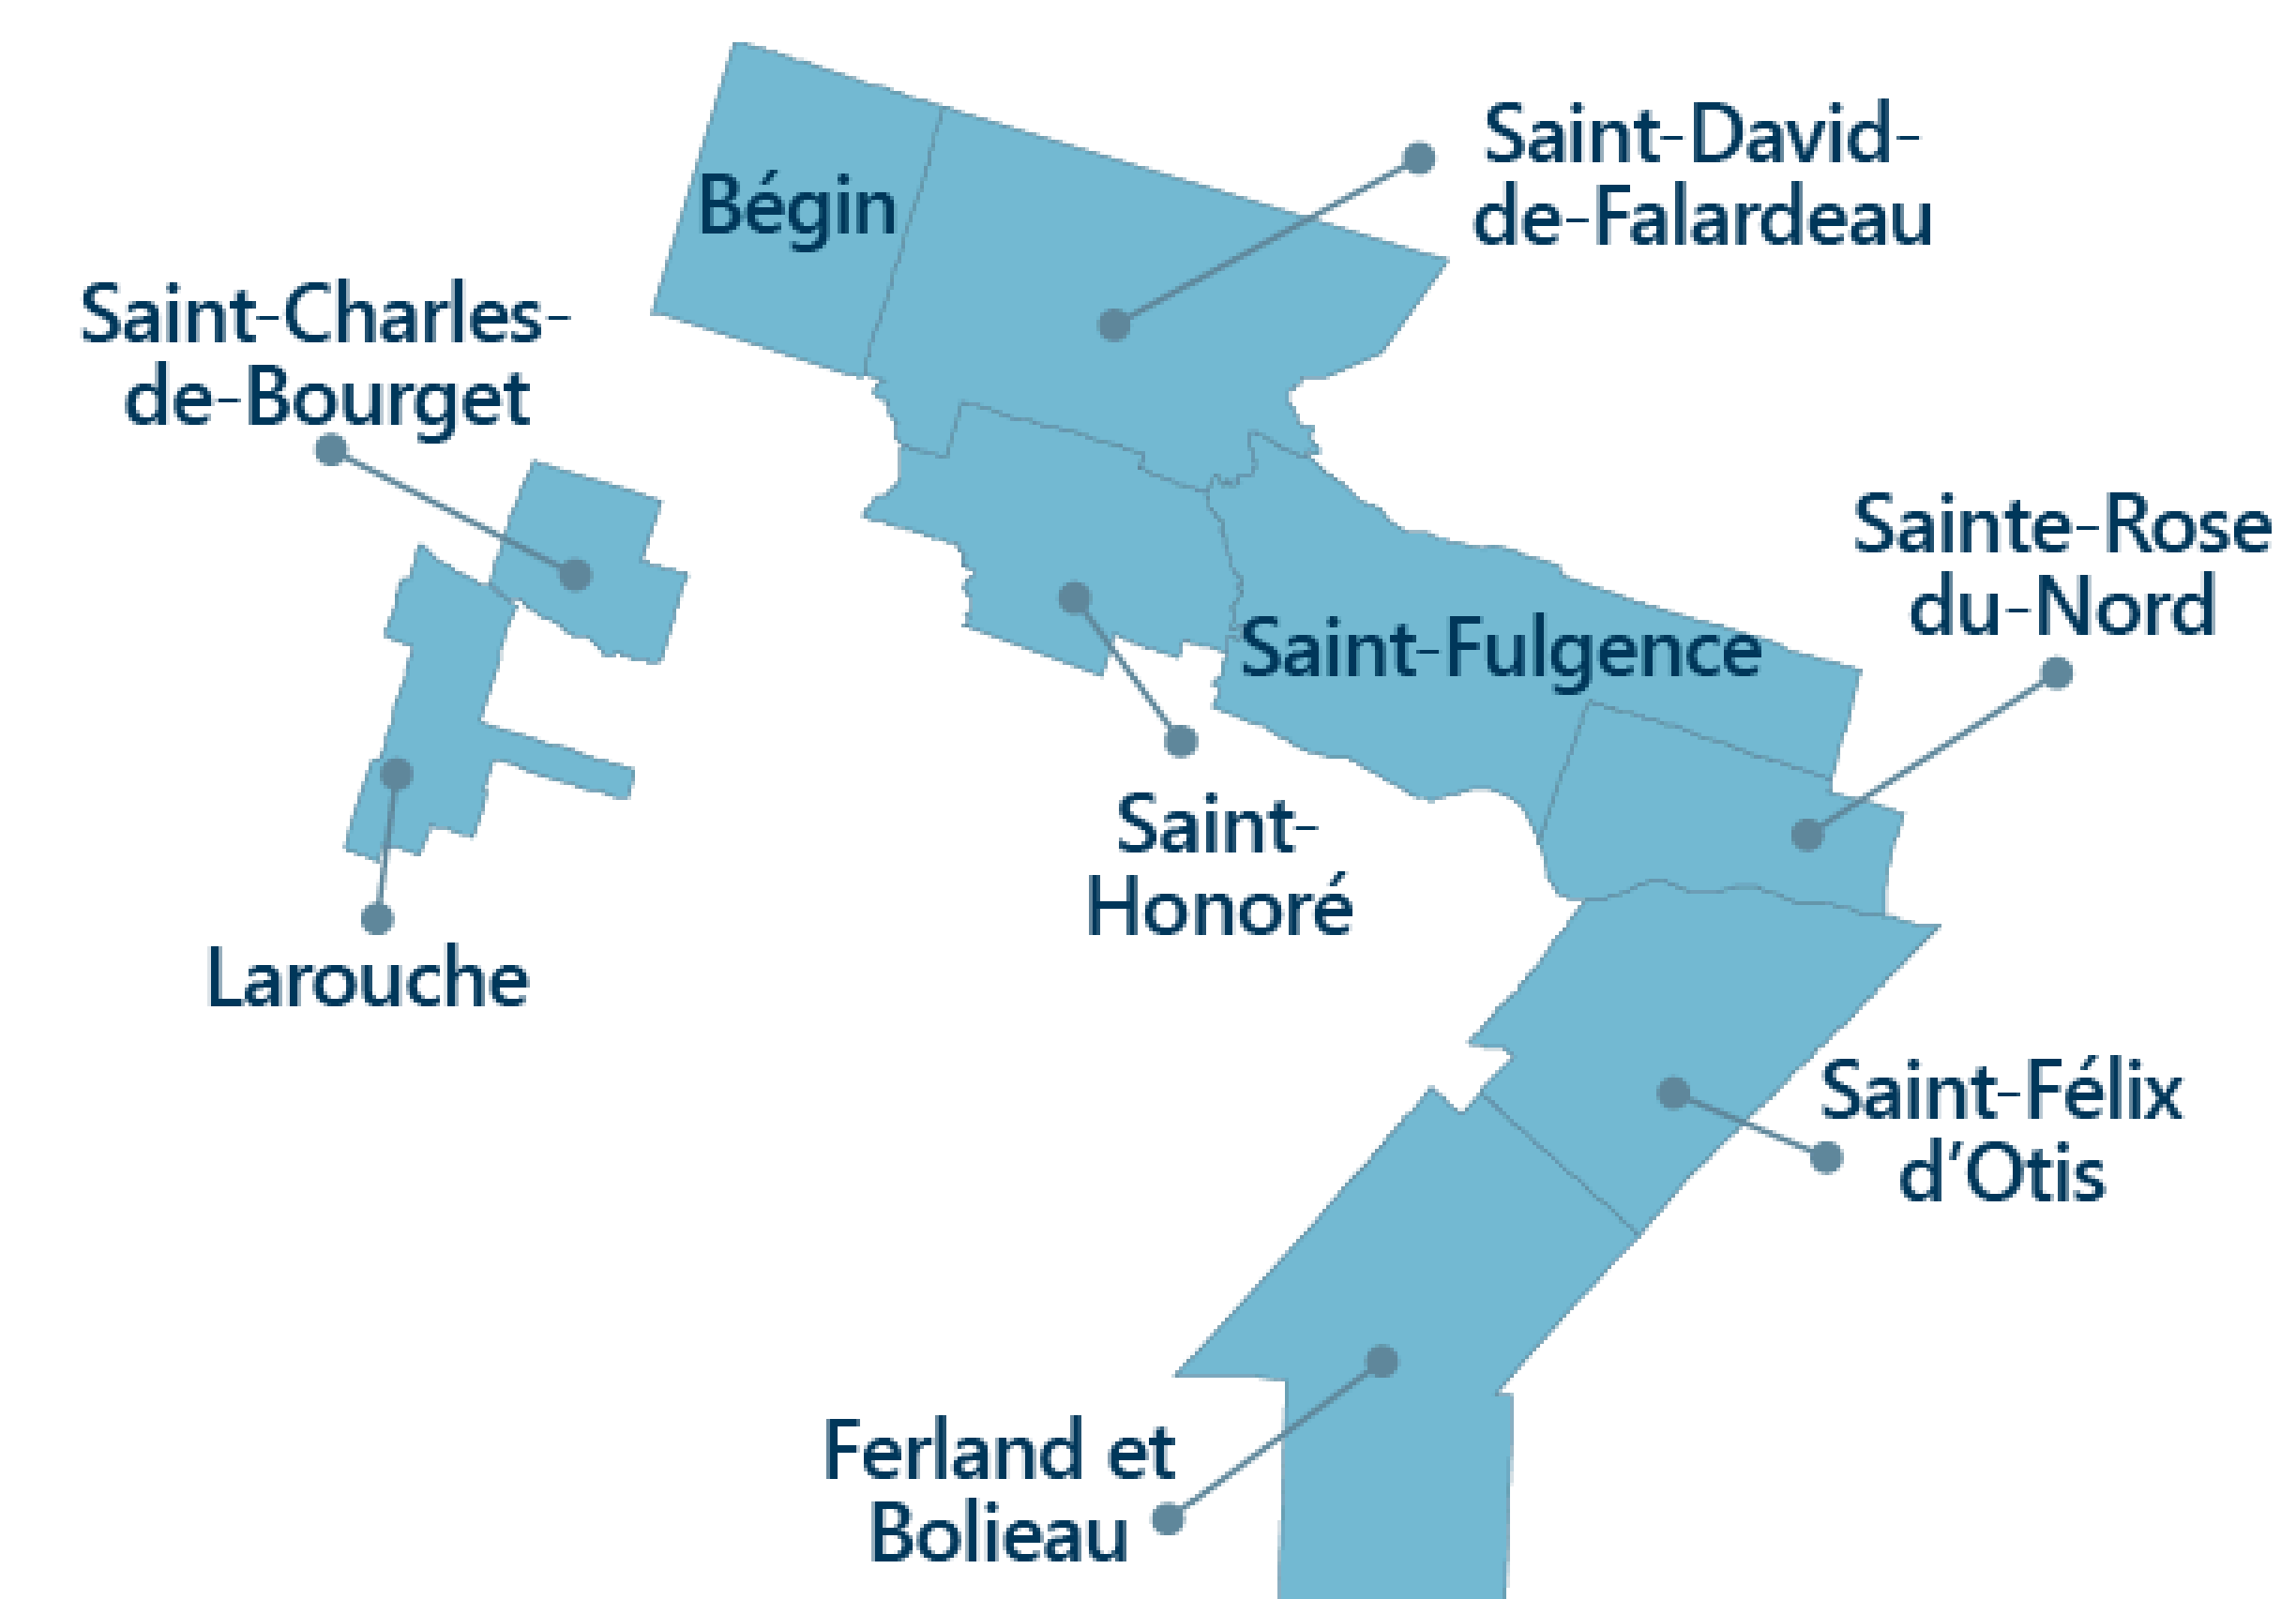 Saint-David-
de-Falardeau
Bégin
Saint-Charles-
de-Bourget
Sainte-Rose
du-Nord
Saint-Fulgence
Saint-
Honoré
Larouche
Saint-Félix
d'Otis
Ferland et
Bolieau